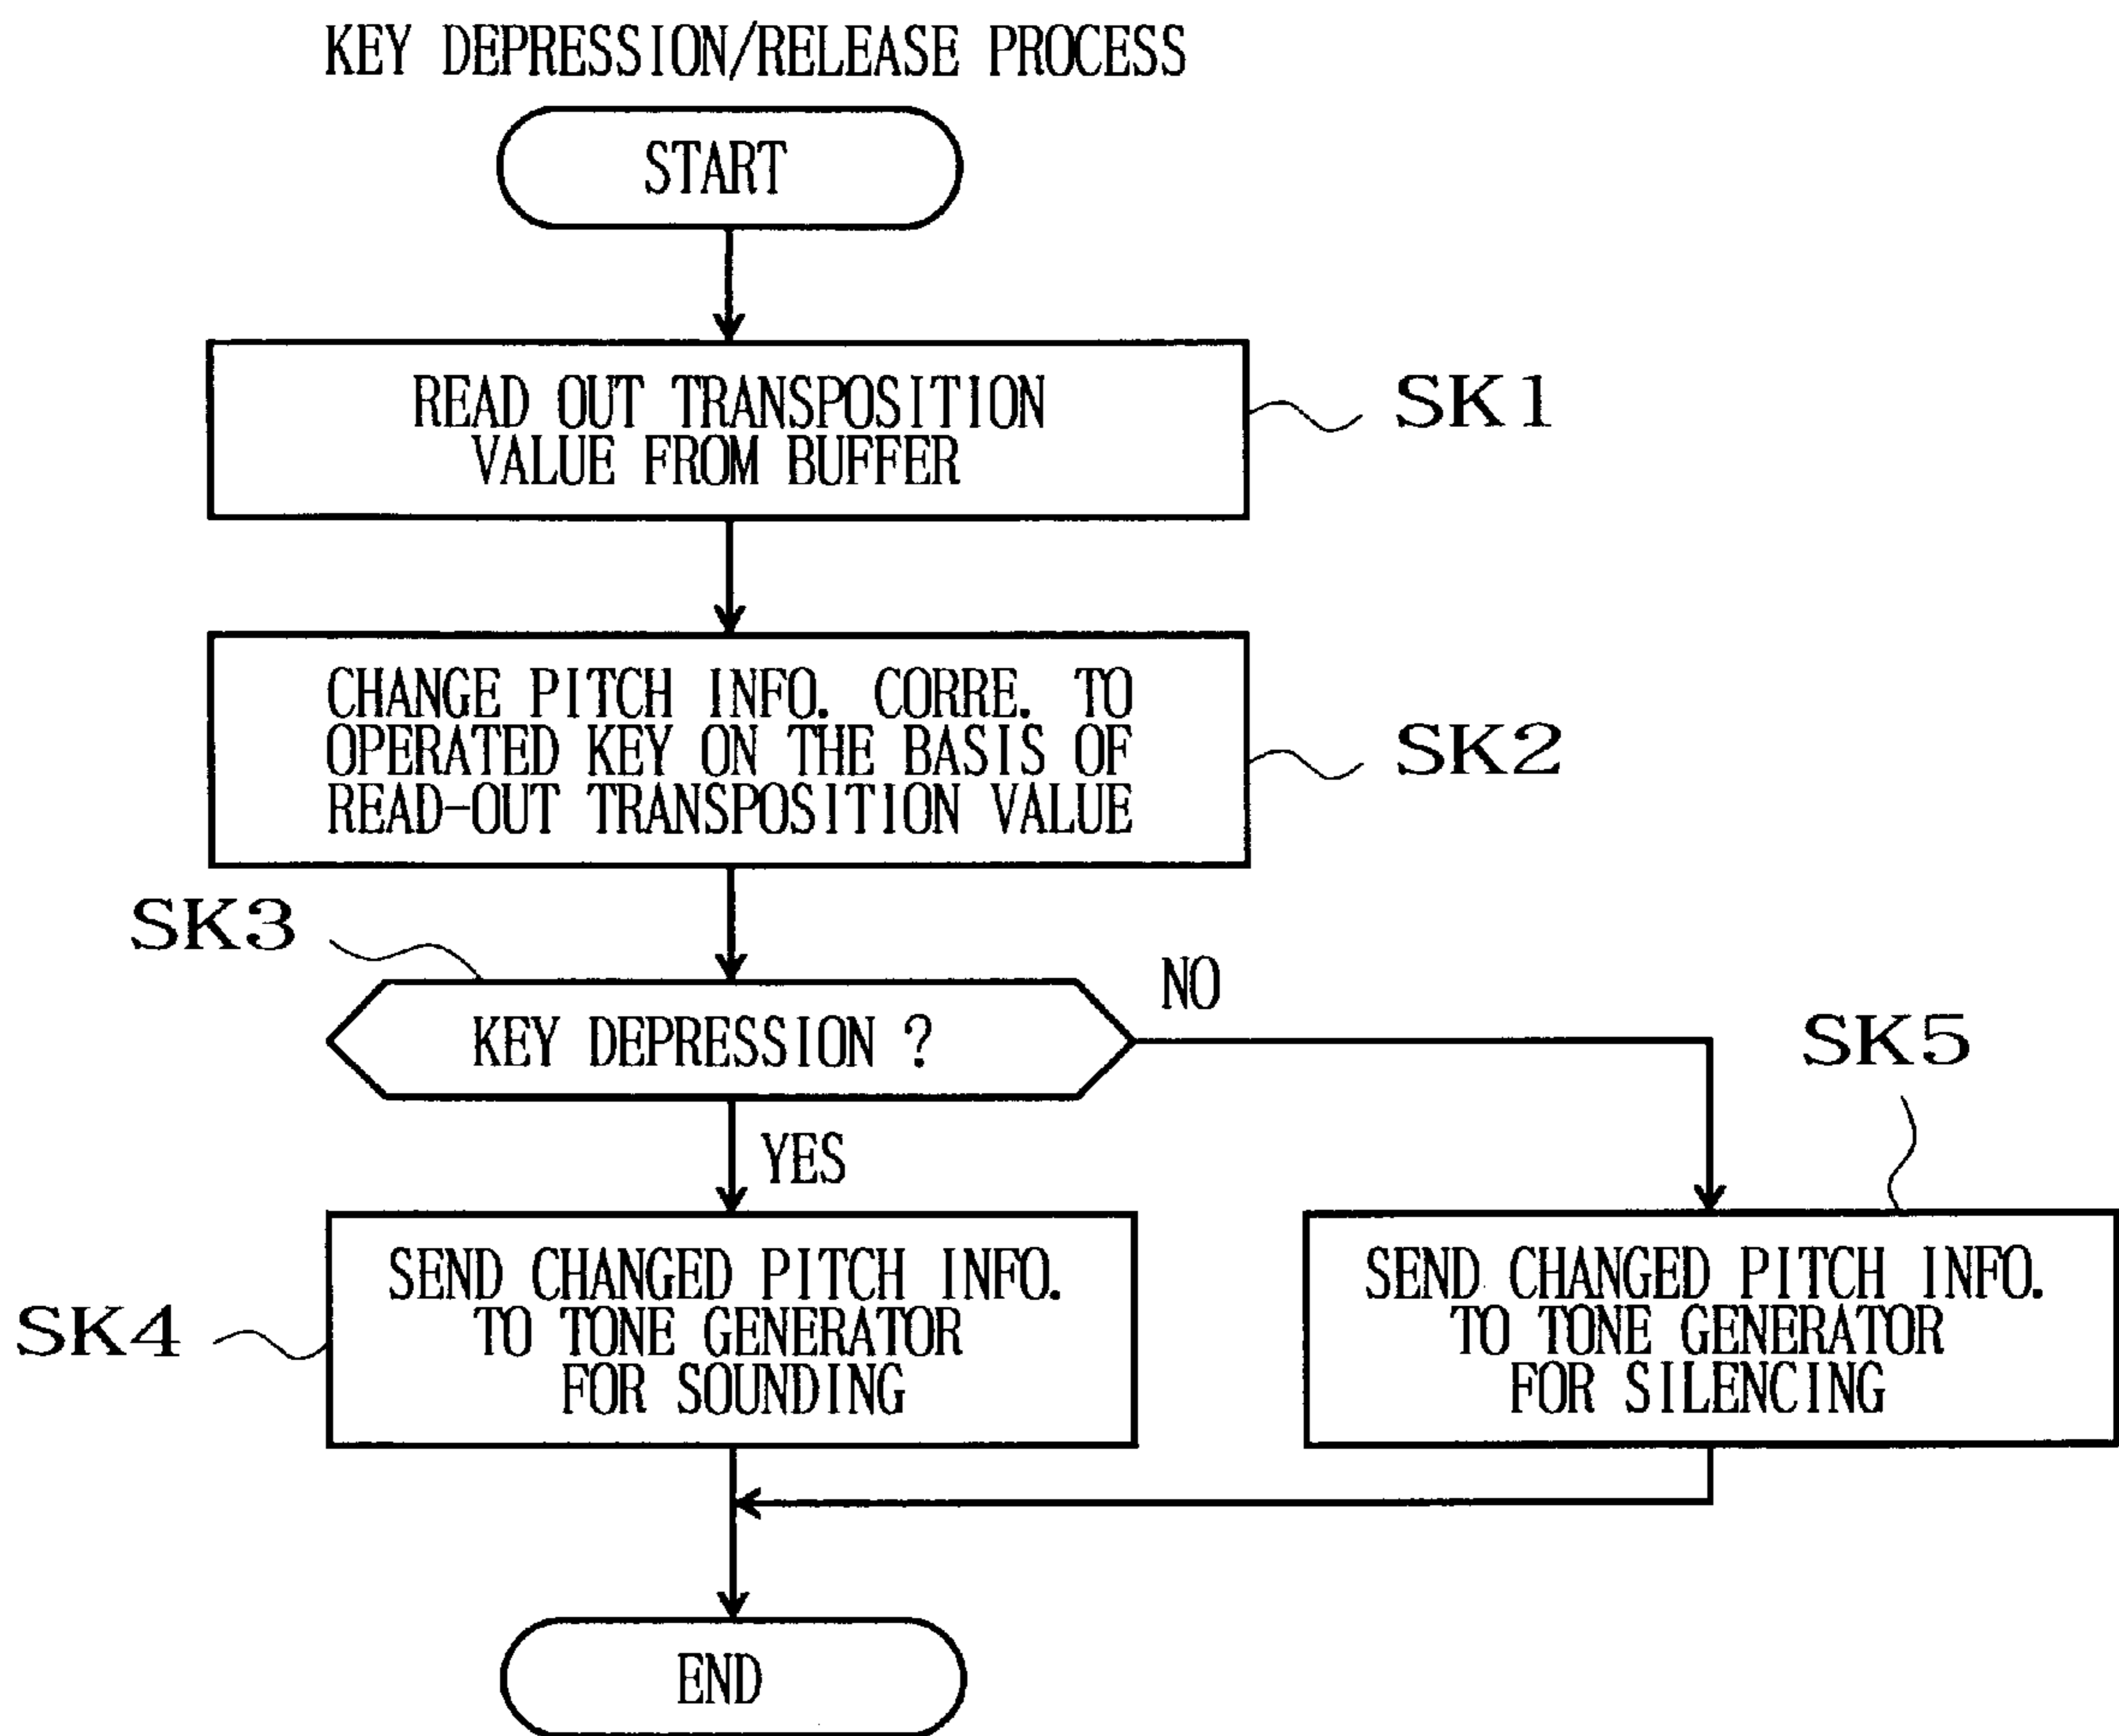 KEY DEPRESSION/RELEASE PROCESS
START
READ OUT TRANSPOSITION
VALUE FROM BUFFER
SK1
CHANGE PITCH INFO. CORRE. TO
OPERATED KEY ON THE BASIS OF
READ-OUT TRANSPOSITION VALUE
SK2
SK3
KEY DEPRESSION ?
NO
YES
SK5
SEND CHANGED PITCH INFO.
TO TONE GENERATOR
FOR SOUNDING
SK4
SEND CHANGED PITCH INFO.
TO TONE GENERATOR
FOR SILENCING
END